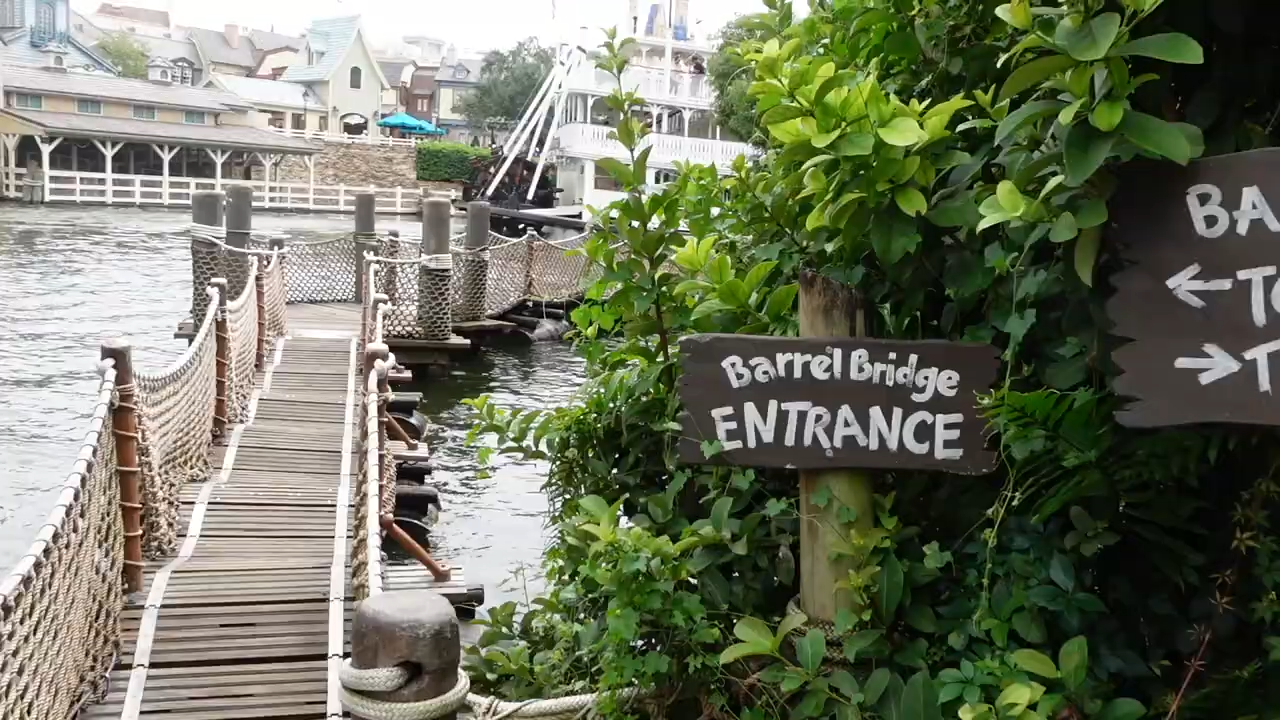 Barrel Bridge
ENTRANCE
BA
← T
→ T